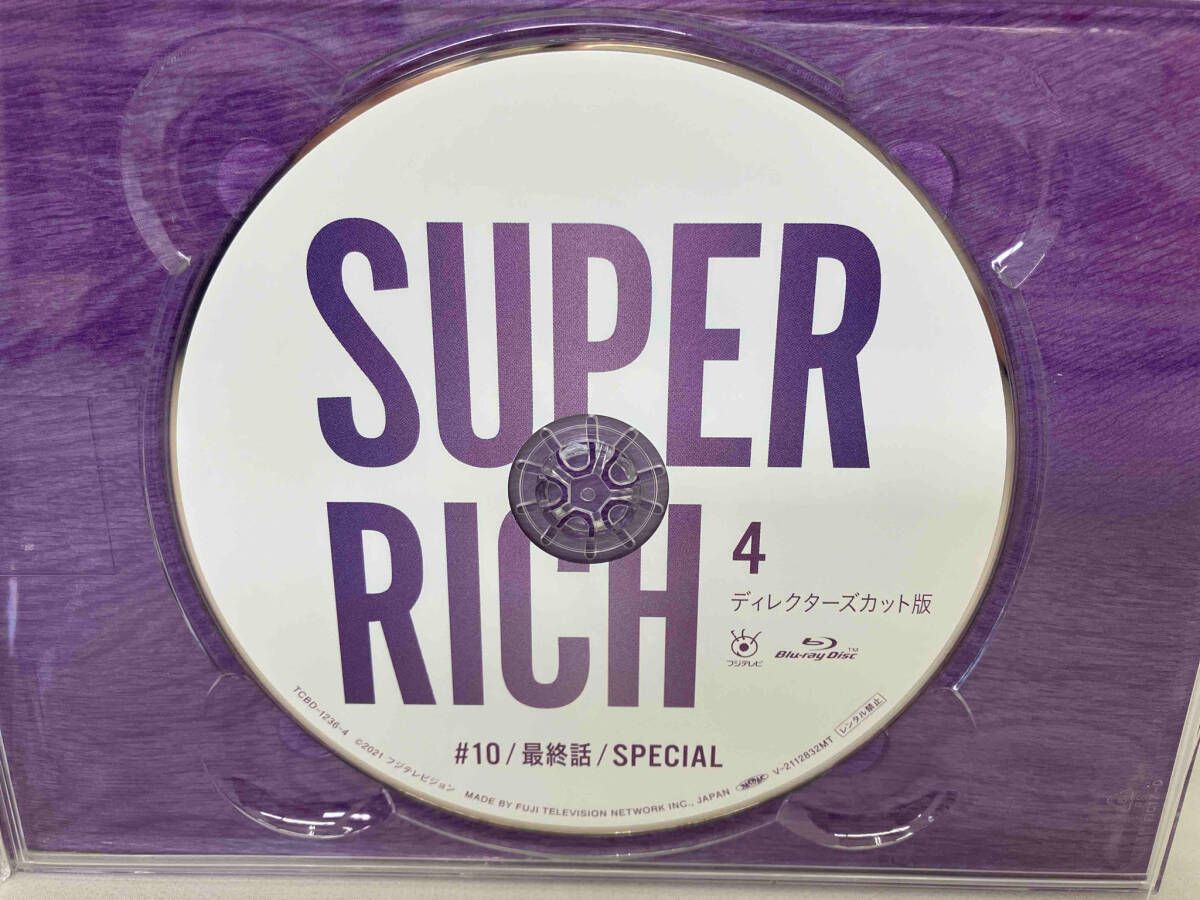 SUPER
RICH
4
ディレクターズカット版
フジテレビ
Blu-ray Disc™
#10/最終話/SPECIAL
TCBD-1236-4 ©2021 フジテレビジョン MADE BY FUJI TELEVISION NETWORK INC., JAPAN V-2112832MT レンタル禁止